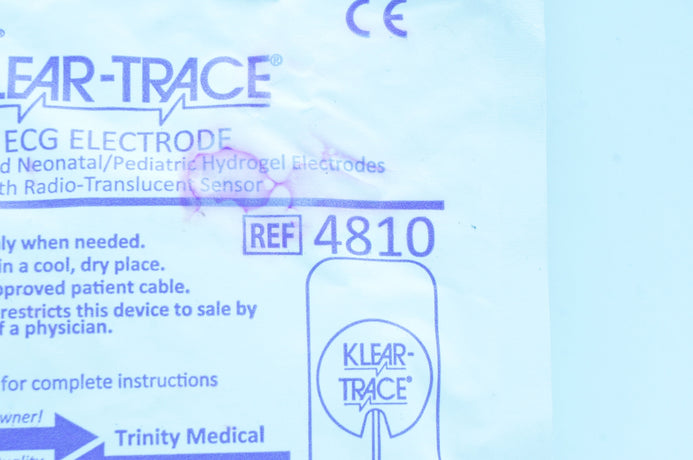 CE
LEAR-TRACE®
ECG ELECTRODE
d Neonatal/Pediatric Hydrogel Electrodes
th Radio-Translucent Sensor
REF 4810
ly when needed.
in a cool, dry place.
pproved patient cable.
restricts this device to sale by
f a physician.
KLEAR-
TRACE®
for complete instructions
wner!
Trinity Medical